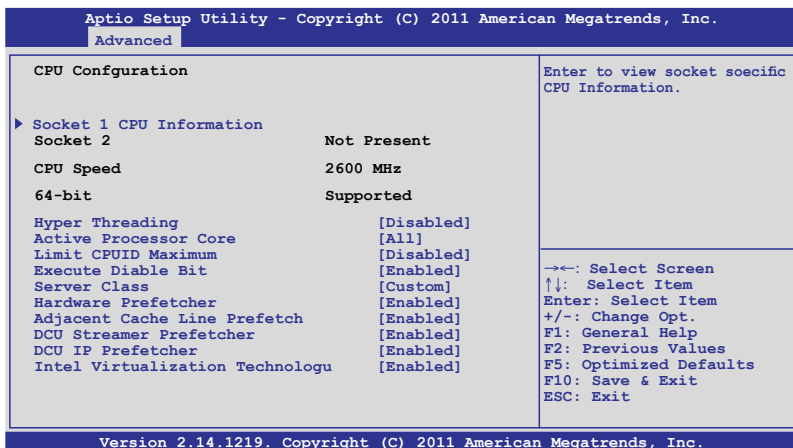 Aptio Setup Utility - Copyright (C) 2011 American Megatrends, Inc.
Advanced
CPU Confguration
Socket 1 CPU Information
Socket 2 Not Present
CPU Speed 2600 MHz
64-bit Supported
Hyper Threading [Disabled]
Active Processor Core [All]
Limit CPUID Maximum [Disabled]
Execute Diable Bit [Enabled]
Server Class [Custom]
Hardware Prefetcher [Enabled]
Adjacent Cache Line Prefetch [Enabled]
DCU Streamer Prefetcher [Enabled]
DCU IP Prefetcher [Enabled]
Intel Virtualization Technologu [Enabled]
Enter to view socket soecific
CPU Information.
→←: Select Screen
↑↓: Select Item
Enter: Select Item
+/-: Change Opt.
F1: General Help
F2: Previous Values
F5: Optimized Defaults
F10: Save & Exit
ESC: Exit
Version 2.14.1219. Copyright (C) 2011 American Megatrends, Inc.